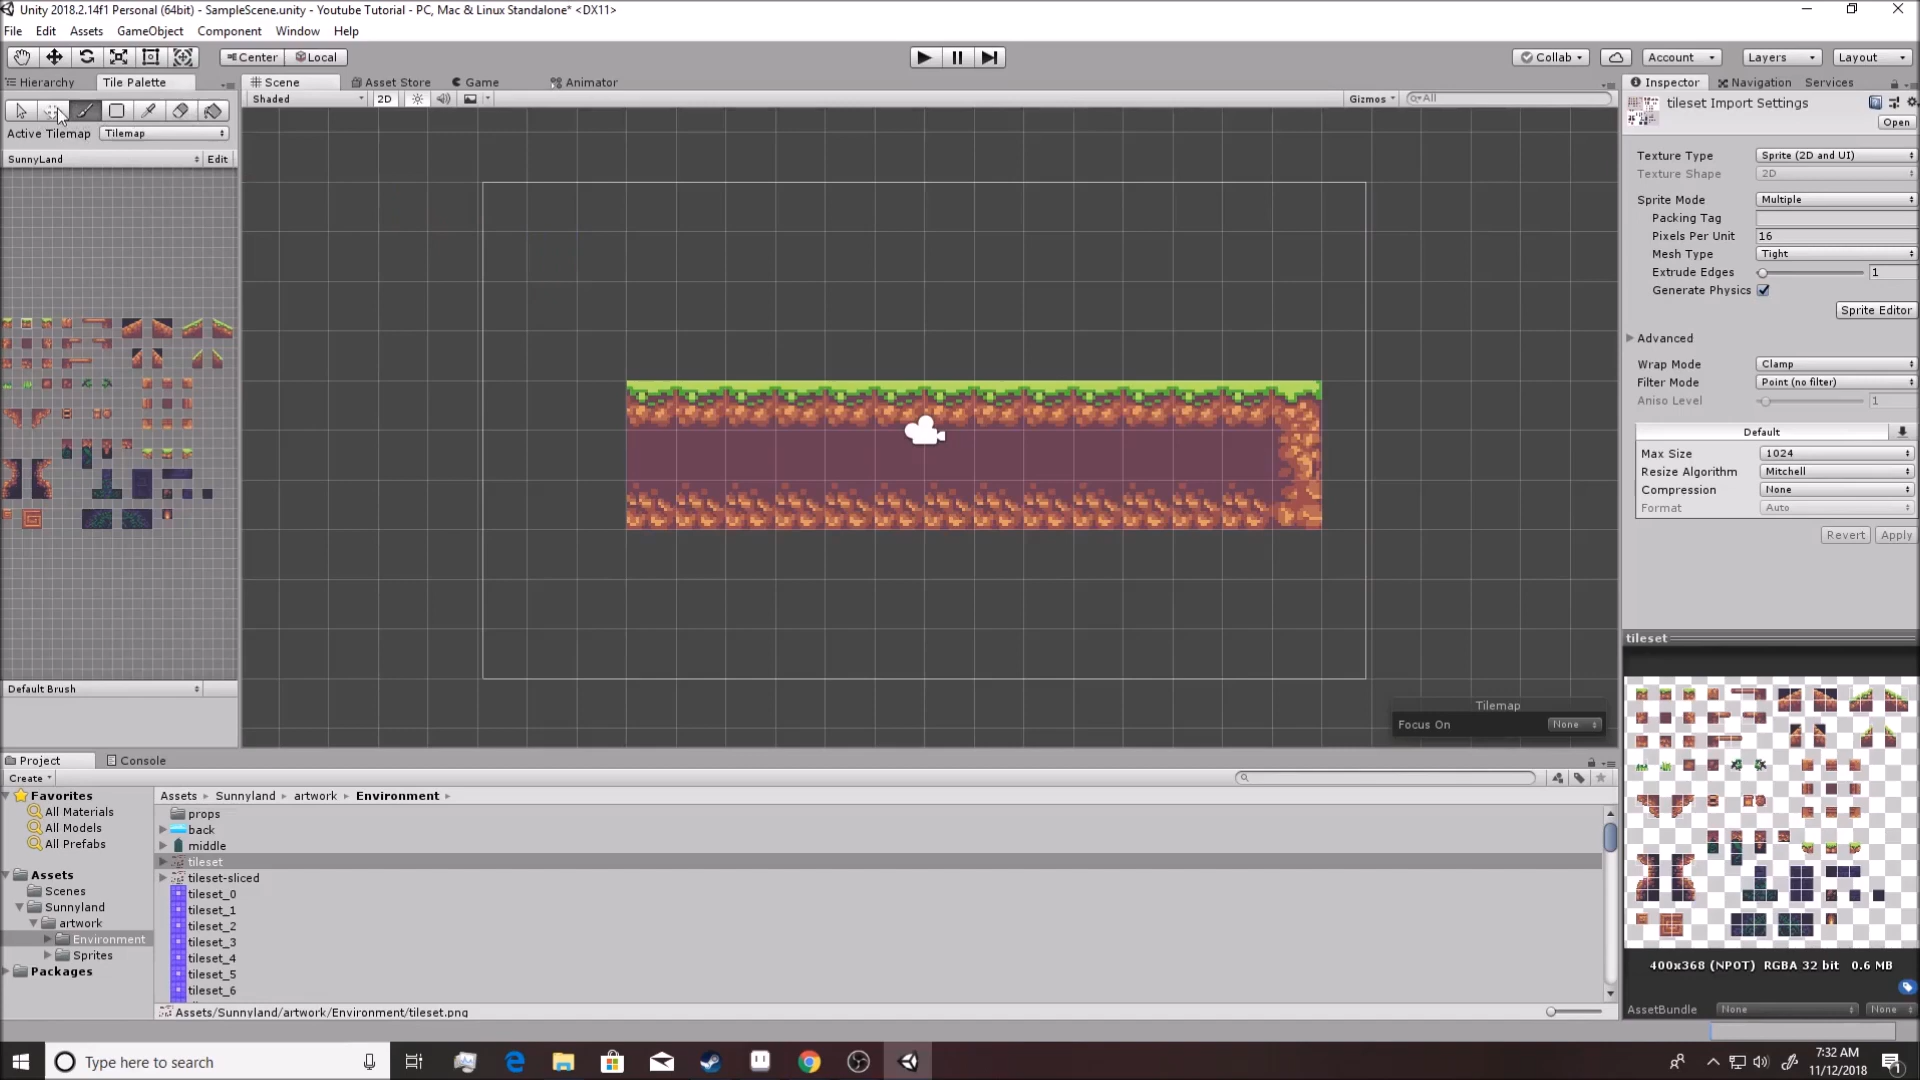 Unity 2018.2.14f1 Personal (64bit) - SampleScene.unity - Youtube Tutorial - PC, Mac & Linux Standalone* <DX11>
File Edit Assets GameObject Component Window Help
Center Local Collab Account Layers Layout
Hierarchy Tile Palette Scene Asset Store Game Animator Inspector Navigation Services
Shaded 2D Gizmos All
tileset Import Settings
Open
Active Tilemap Tilemap
SunnyLand Edit
Texture Type Sprite (2D and UI)
Texture Shape 2D
Sprite Mode Multiple
Packing Tag
Pixels Per Unit 16
Mesh Type Tight
Extrude Edges 1
Generate Physics
Sprite Editor
Advanced
Wrap Mode Clamp
Filter Mode Point (no filter)
Aniso Level 1
Default
Max Size 1024
Resize Algorithm Mitchell
Compression None
Format Auto
Revert Apply
tileset
Default Brush
Tilemap
Focus On None
Project Console
Create
Favorites
All Materials
All Models
All Prefabs
Assets
Scenes
Sunnyland
artwork
Environment
Sprites
Packages
Assets Sunnyland artwork Environment
props
back
middle
tileset
tileset-sliced
tileset_0
tileset_1
tileset_2
tileset_3
tileset_4
tileset_5
tileset_6
Assets/Sunnyland/artwork/Environment/tileset.png
400x368 (NPOT) RGBA 32 bit 0.6 MB
AssetBundle None None
Type here to search
7:32 AM
11/12/2018
1